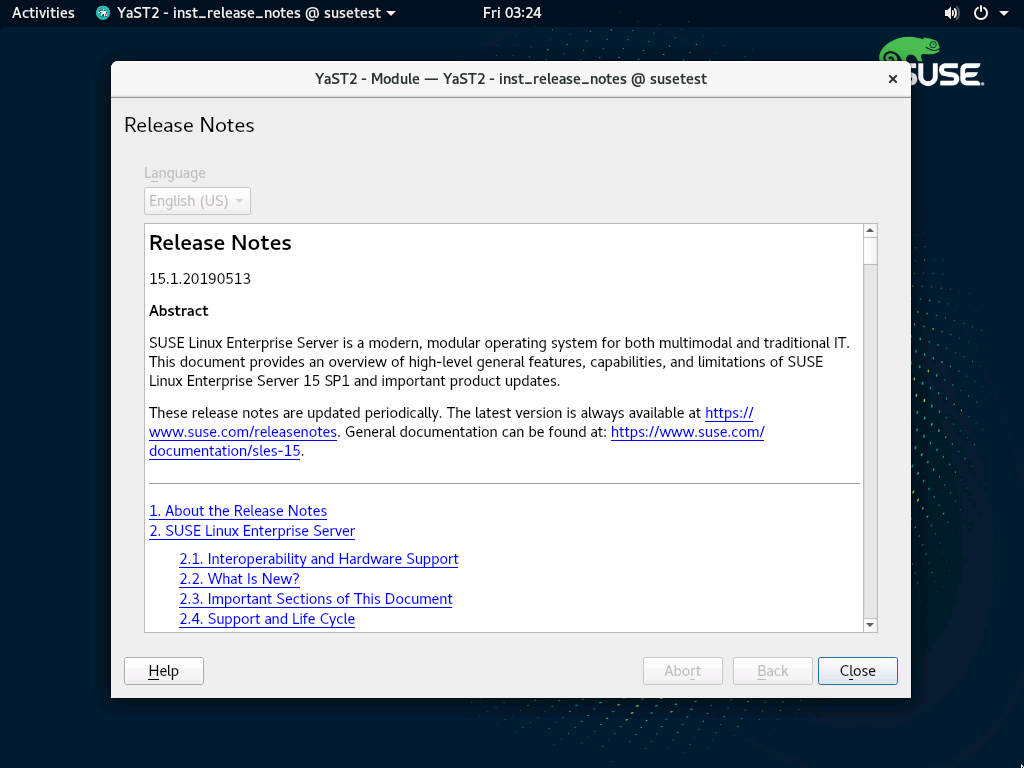 Activities
YaST2 - inst_release_notes @ susetest
Fri 03:24
SUSE
YaST2 - Module — YaST2 - inst_release_notes @ susetest
Release Notes
Language
English (US)
Release Notes
15.1.20190513
Abstract
SUSE Linux Enterprise Server is a modern, modular operating system for both multimodal and traditional IT.
This document provides an overview of high-level general features, capabilities, and limitations of SUSE
Linux Enterprise Server 15 SP1 and important product updates.
These release notes are updated periodically. The latest version is always available at https://
www.suse.com/releasenotes. General documentation can be found at: https://www.suse.com/
documentation/sles-15.
1. About the Release Notes
2. SUSE Linux Enterprise Server
2.1. Interoperability and Hardware Support
2.2. What Is New?
2.3. Important Sections of This Document
2.4. Support and Life Cycle
Help
Abort
Back
Close